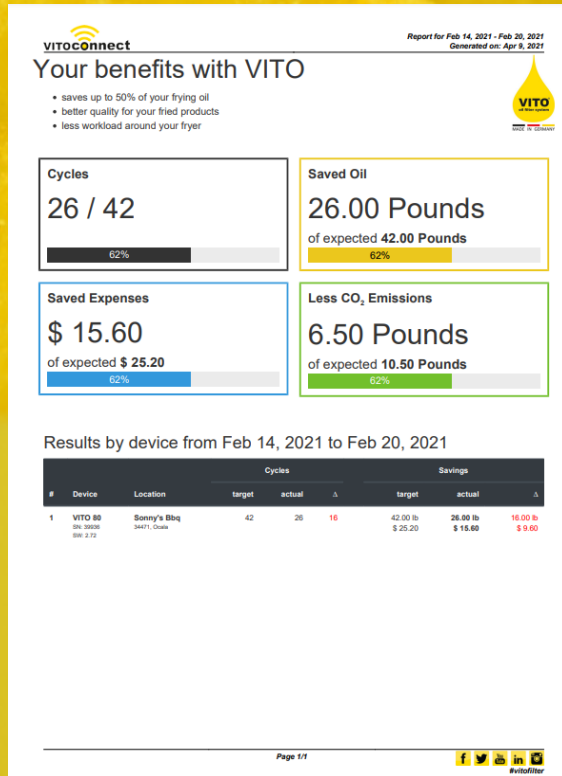 VITOconnect
Report for Feb 14, 2021 - Feb 20, 2021
Generated on: Apr 9, 2021
Your benefits with VITO
• saves up to 50% of your frying oil
• better quality for your fried products
• less workload around your fryer
VITO®
oil filter system
MADE IN GERMANY
Cycles
26 / 42
62%
Saved Oil
26.00 Pounds
of expected 42.00 Pounds
62%
Saved Expenses
$ 15.60
of expected $ 25.20
62%
Less CO₂ Emissions
6.50 Pounds
of expected 10.50 Pounds
62%
Results by device from Feb 14, 2021 to Feb 20, 2021
Cycles Savings
# Device Location target actual Δ target actual Δ
1 VITO 80 Sonny's Bbq 42 26 16 42.00 lb 26.00 lb 16.00 lb
SN: 39936 34471, Ocala $ 25.20 $ 15.60 $ 9.60
SW: 2.72
Page 1/1
#vitofilter